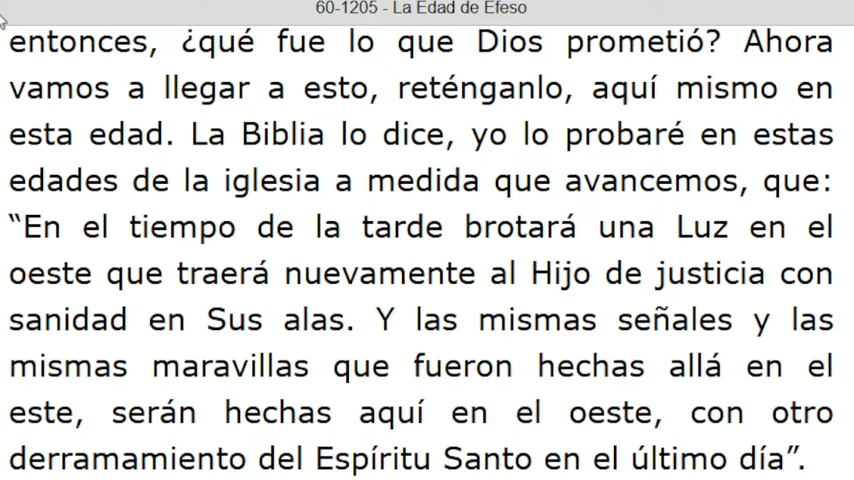 60-1205 - La Edad de Efeso
entonces, ¿qué fue lo que Dios prometió? Ahora
vamos a llegar a esto, reténganlo, aquí mismo en
esta edad. La Biblia lo dice, yo lo probaré en estas
edades de la iglesia a medida que avancemos, que:
“En el tiempo de la tarde brotará una Luz en el
oeste que traerá nuevamente al Hijo de justicia con
sanidad en Sus alas. Y las mismas señales y las
mismas maravillas que fueron hechas allá en el
este, serán hechas aquí en el oeste, con otro
derramamiento del Espíritu Santo en el último día”.